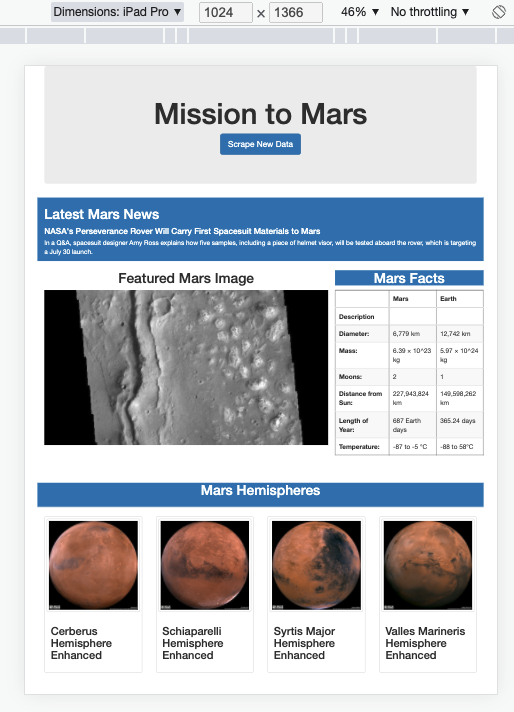 Dimensions: iPad Pro ▼ 1024 × 1366 46% ▼ No throttling ▼
Mission to Mars
Scrape New Data
Latest Mars News
NASA's Perseverance Rover Will Carry First Spacesuit Materials to Mars
In a Q&A, spacesuit designer Amy Ross explains how five samples, including a piece of helmet visor, will be tested aboard the rover, which is targeting
a July 30 launch.
Featured Mars Image
Mars Facts
Mars Earth
Description
Diameter: 6,779 km 12,742 km
Mass: 6.39 × 10^23 kg 5.97 × 10^24 kg
Moons: 2 1
Distance from Sun: 227,943,824 km 149,598,262 km
Length of Year: 687 Earth days 365.24 days
Temperature: -87 to -5 °C -88 to 58°C
Mars Hemispheres
Cerberus
Hemisphere
Enhanced
Schiaparelli
Hemisphere
Enhanced
Syrtis Major
Hemisphere
Enhanced
Valles Marineris
Hemisphere
Enhanced